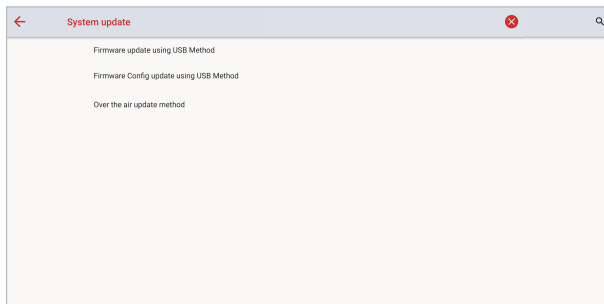 System update
Firmware update using USB Method
Firmware Config update using USB Method
Over the air update method